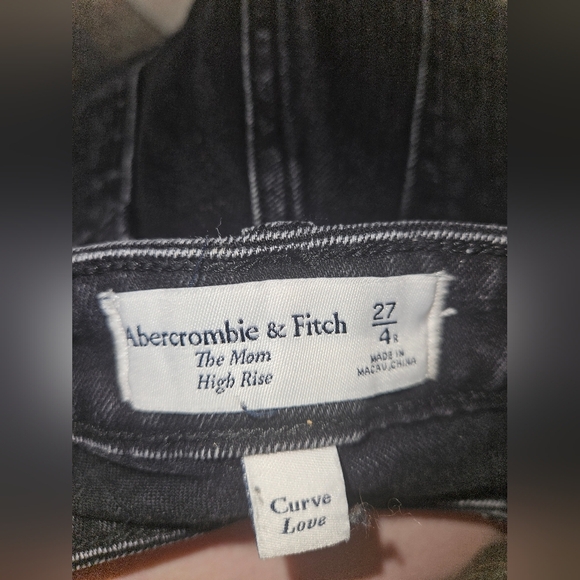 Abercrombie & Fitch
The Mom
High Rise
27
4R
MADE IN
MACAU, CHINA
Curve
Love